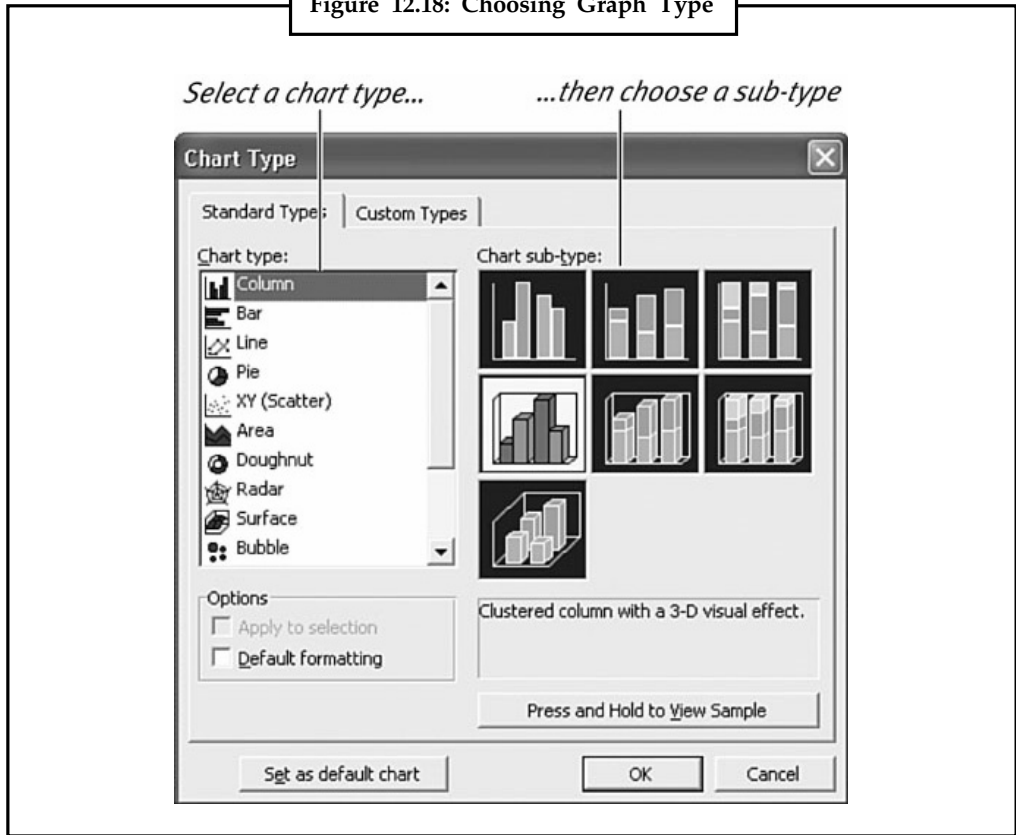 Figure 12.18: Choosing Graph Type
Select a chart type...
...then choose a sub-type
Chart Type
Standard Types
Custom Types
Chart type:
Column
Bar
Line
Pie
XY (Scatter)
Area
Doughnut
Radar
Surface
Bubble
Options
Apply to selection
Default formatting
Chart sub-type:
Clustered column with a 3-D visual effect.
Press and Hold to View Sample
Set as default chart
OK
Cancel